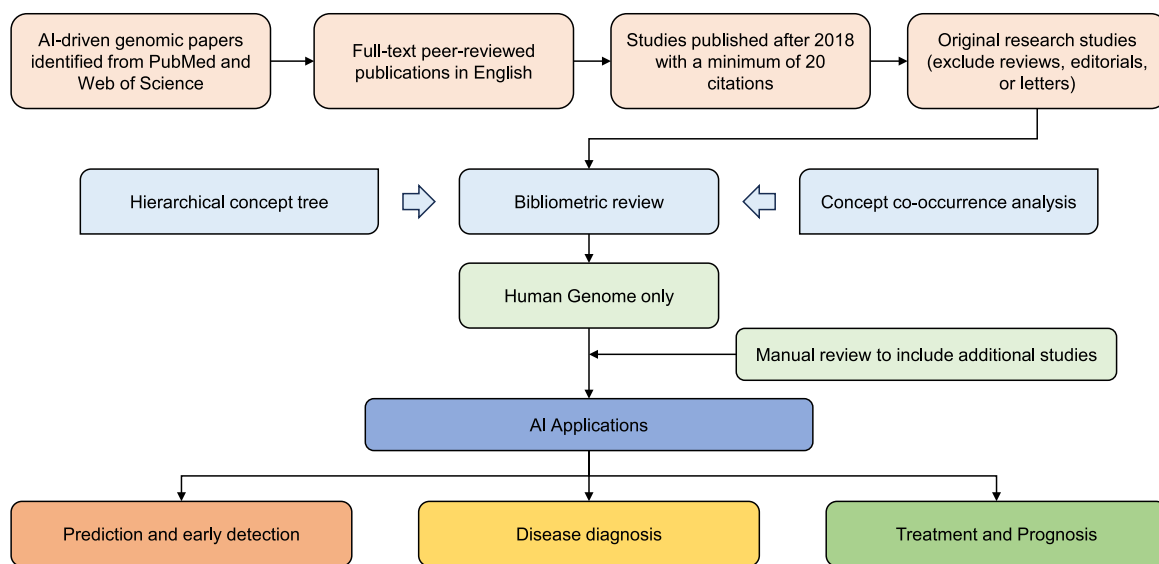 AI-driven genomic papers
identified from PubMed and
Web of Science
Full-text peer-reviewed
publications in English
Studies published after 2018
with a minimum of 20
citations
Original research studies
(exclude reviews, editorials,
or letters)
Hierarchical concept tree
Bibliometric review
Concept co-occurrence analysis
Human Genome only
Manual review to include additional studies
AI Applications
Prediction and early detection
Disease diagnosis
Treatment and Prognosis